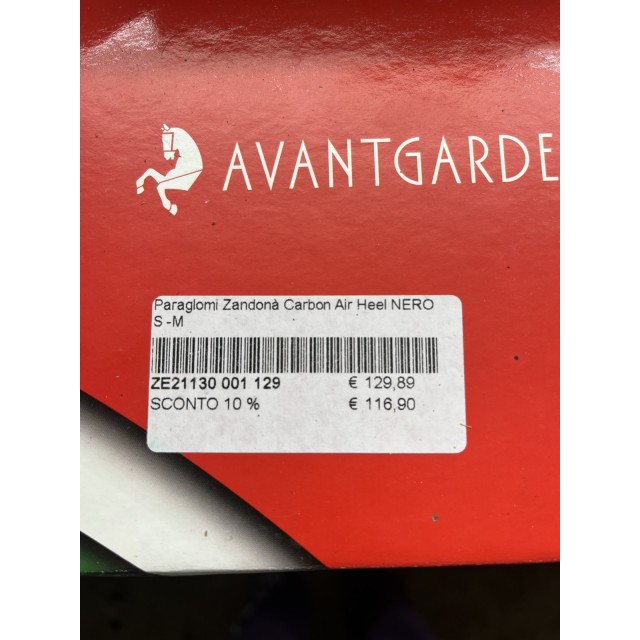 AVANTGARDE
Paraglomi Zandonà Carbon Air Heel NERO
S -M
ZE21130 001 129 € 129,89
SCONTO 10 % € 116,90